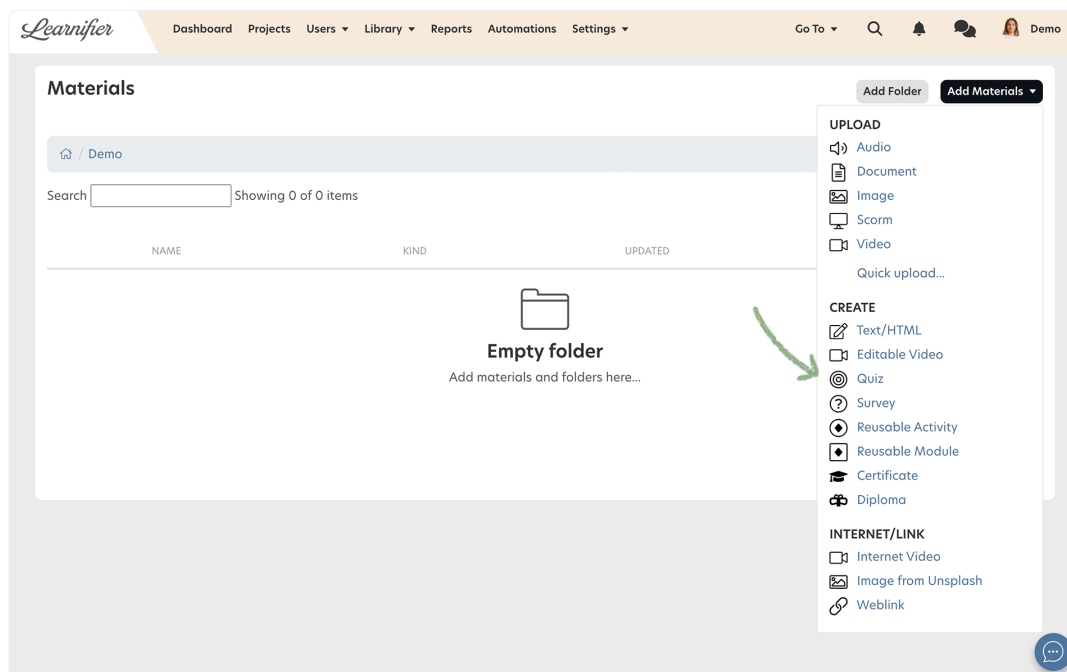 Learnifier Dashboard Projects Users Library Reports Automations Settings Go To Demo
Materials
Add Folder Add Materials
/ Demo
Search Showing 0 of 0 items
NAME KIND UPDATED
Empty folder
Add materials and folders here...
UPLOAD
Audio
Document
Image
Scorm
Video
Quick upload...
CREATE
Text/HTML
Editable Video
Quiz
Survey
Reusable Activity
Reusable Module
Certificate
Diploma
INTERNET/LINK
Internet Video
Image from Unsplash
Weblink